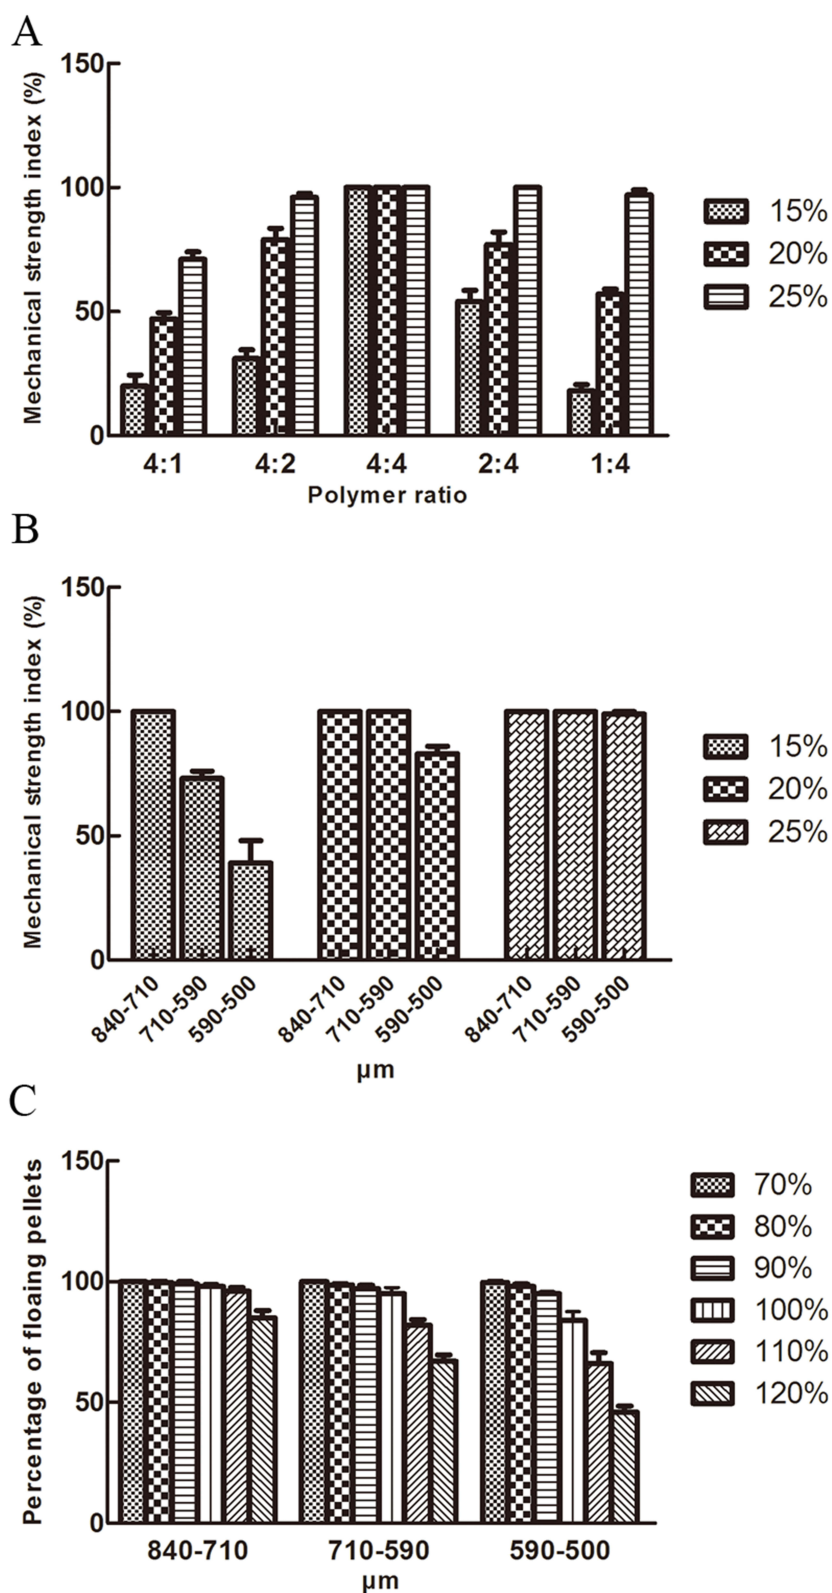 A
Mechanical strength index (%)
150
100
50
0
4:1 4:2 4:4 2:4 1:4
Polymer ratio
15%
20%
25%
B
Mechanical strength index (%)
150
100
50
0
840-710 710-590 590-500 840-710 710-590 590-500 840-710 710-590 590-500
µm
15%
20%
25%
C
Percentage of floaing pellets
150
100
50
0
840-710 710-590 590-500
µm
70%
80%
90%
100%
110%
120%